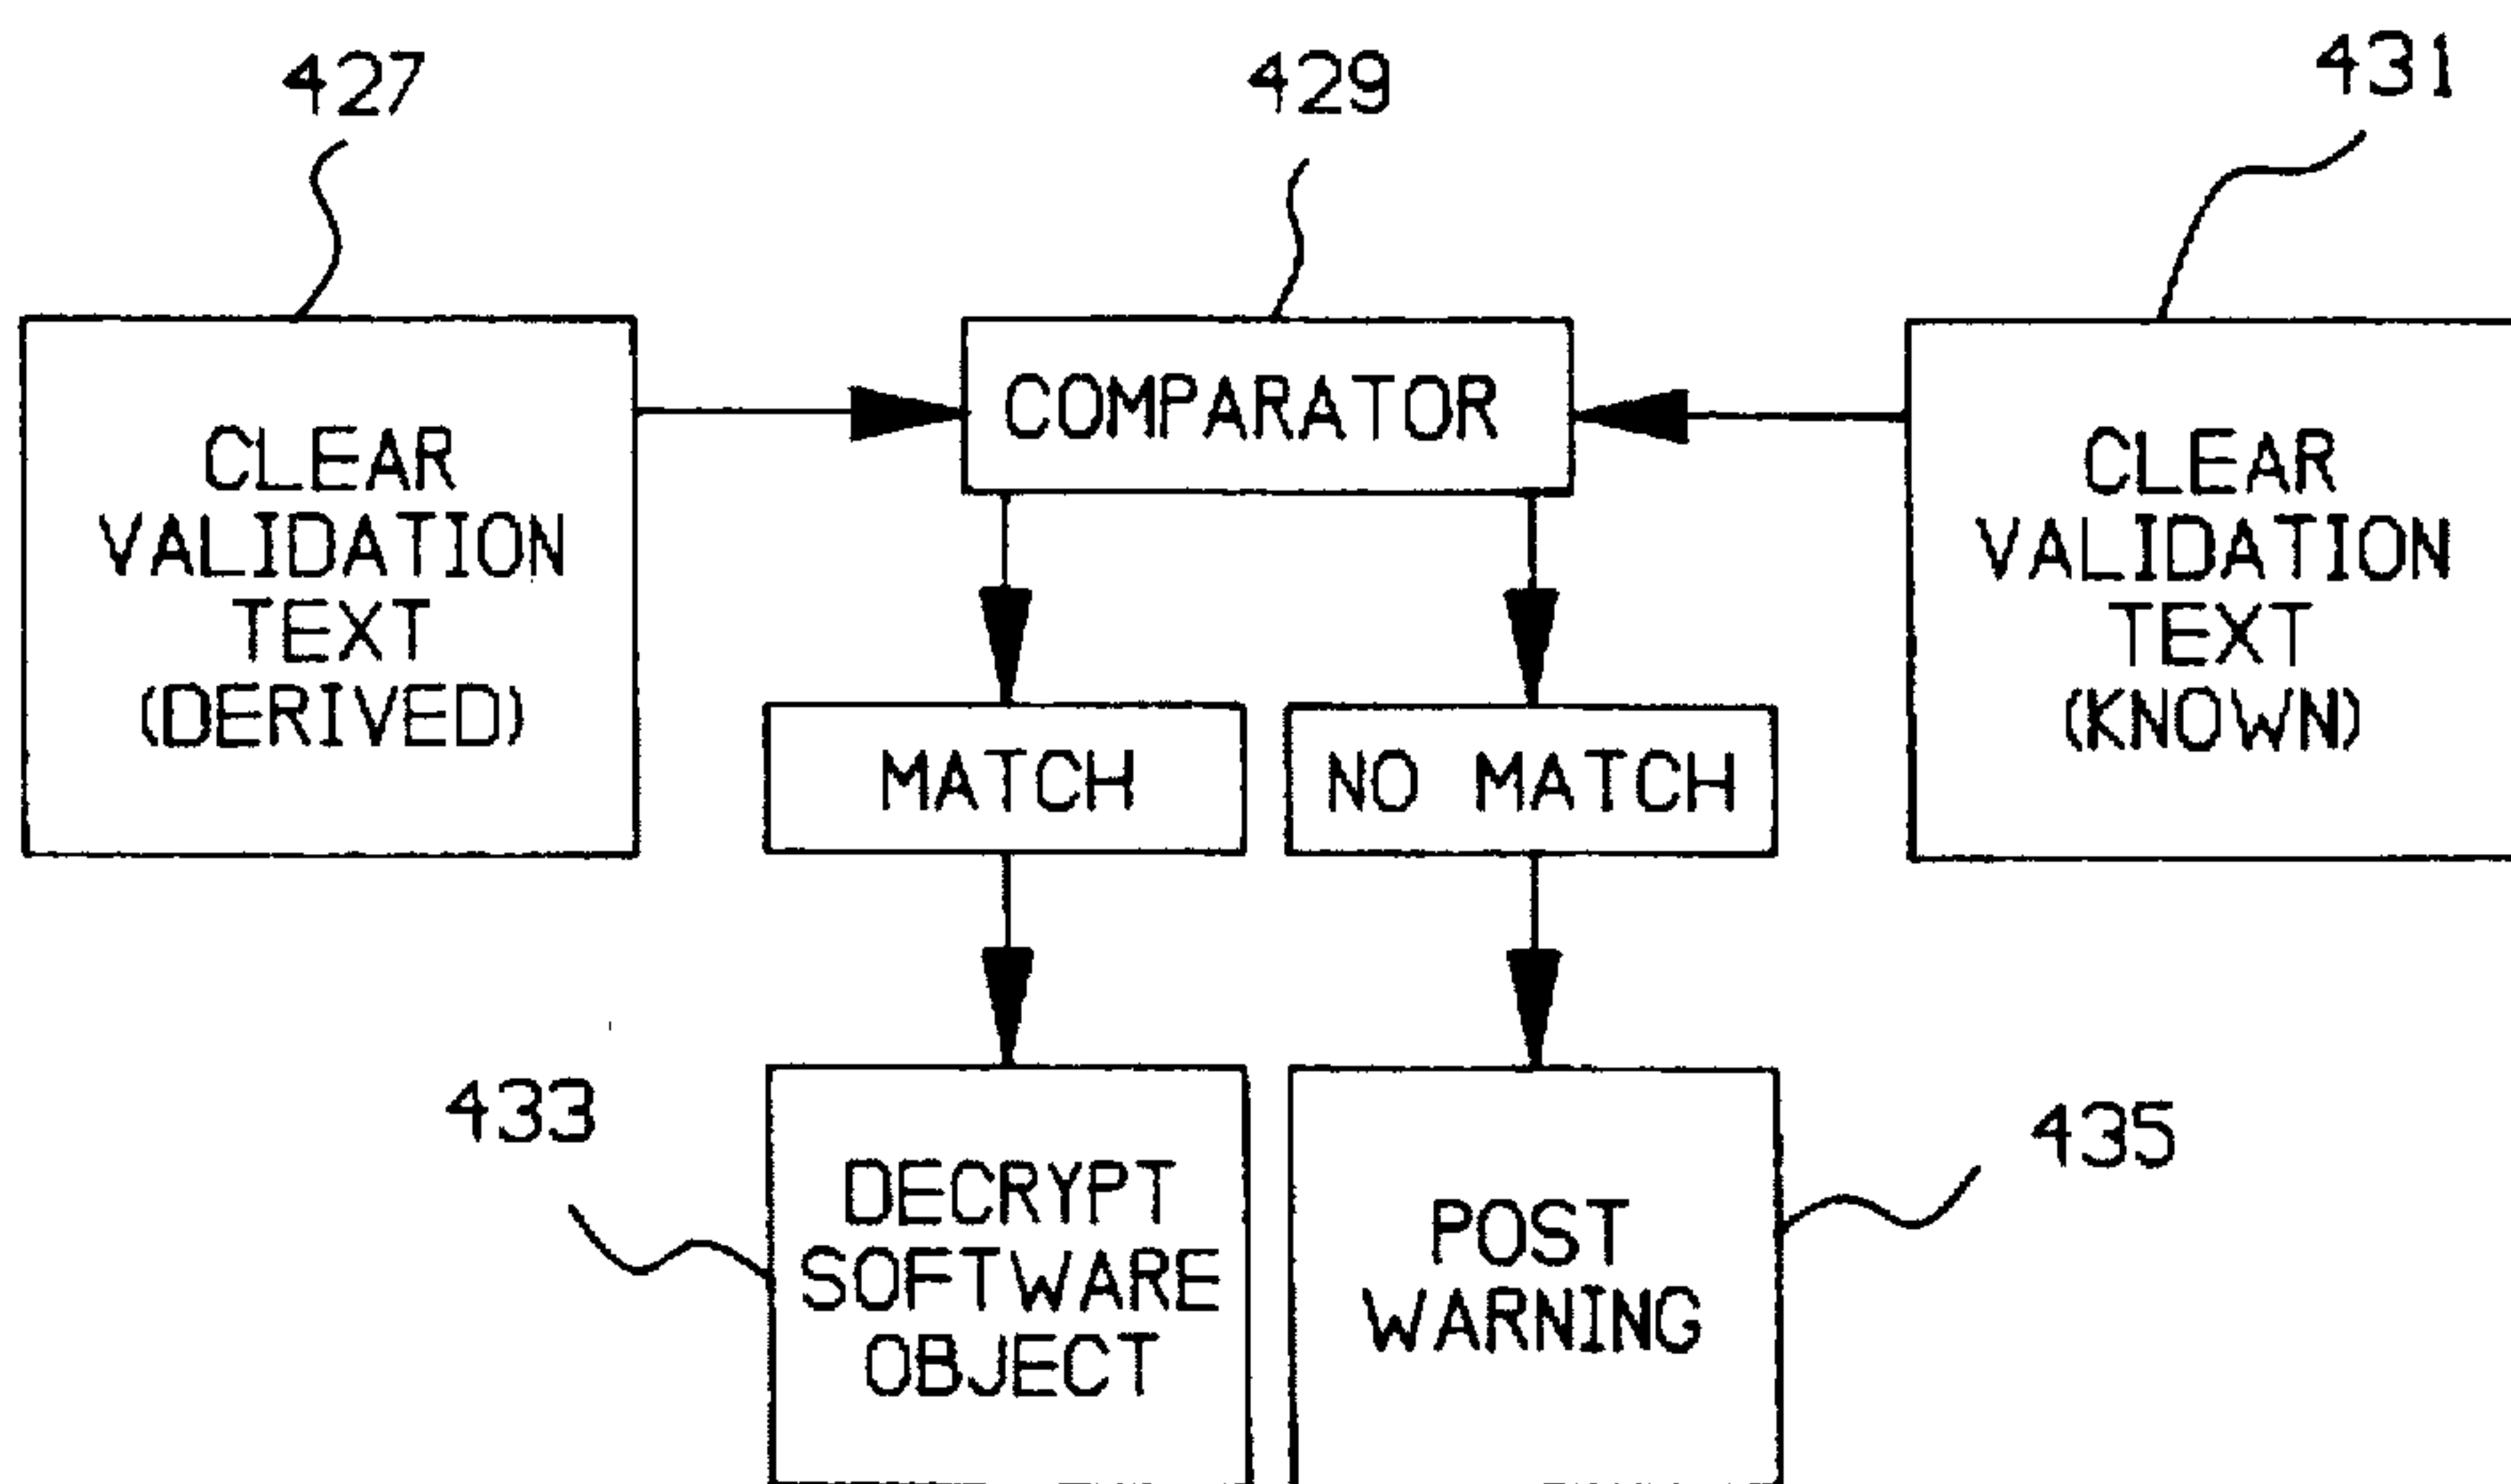 427
429
431
CLEAR
VALIDATION
TEXT
(DERIVED)
COMPARATOR
CLEAR
VALIDATION
TEXT
(KNOWN)
MATCH
NO MATCH
433
DECRYPT
SOFTWARE
OBJECT
POST
WARNING
435